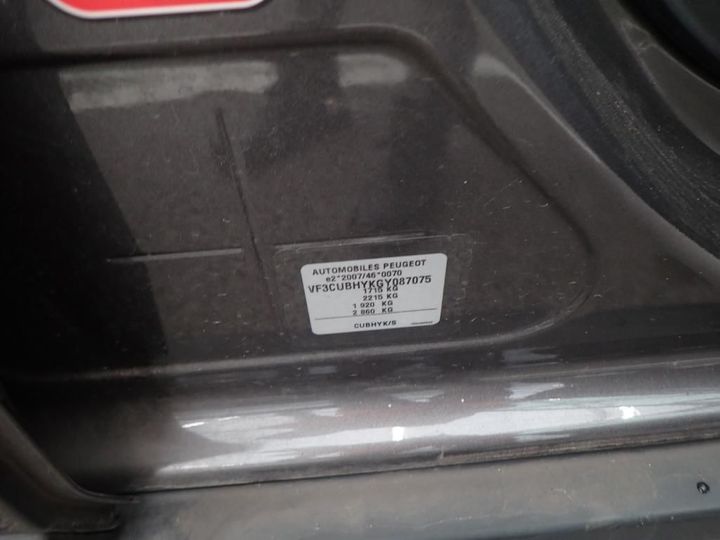 AUTOMOBILES PEUGEOT
e2*2007/46*0070
VF3CUBHYKGY087075
1715 KG
2215 KG
1 920 KG
2 860 KG
CUBHYK/S